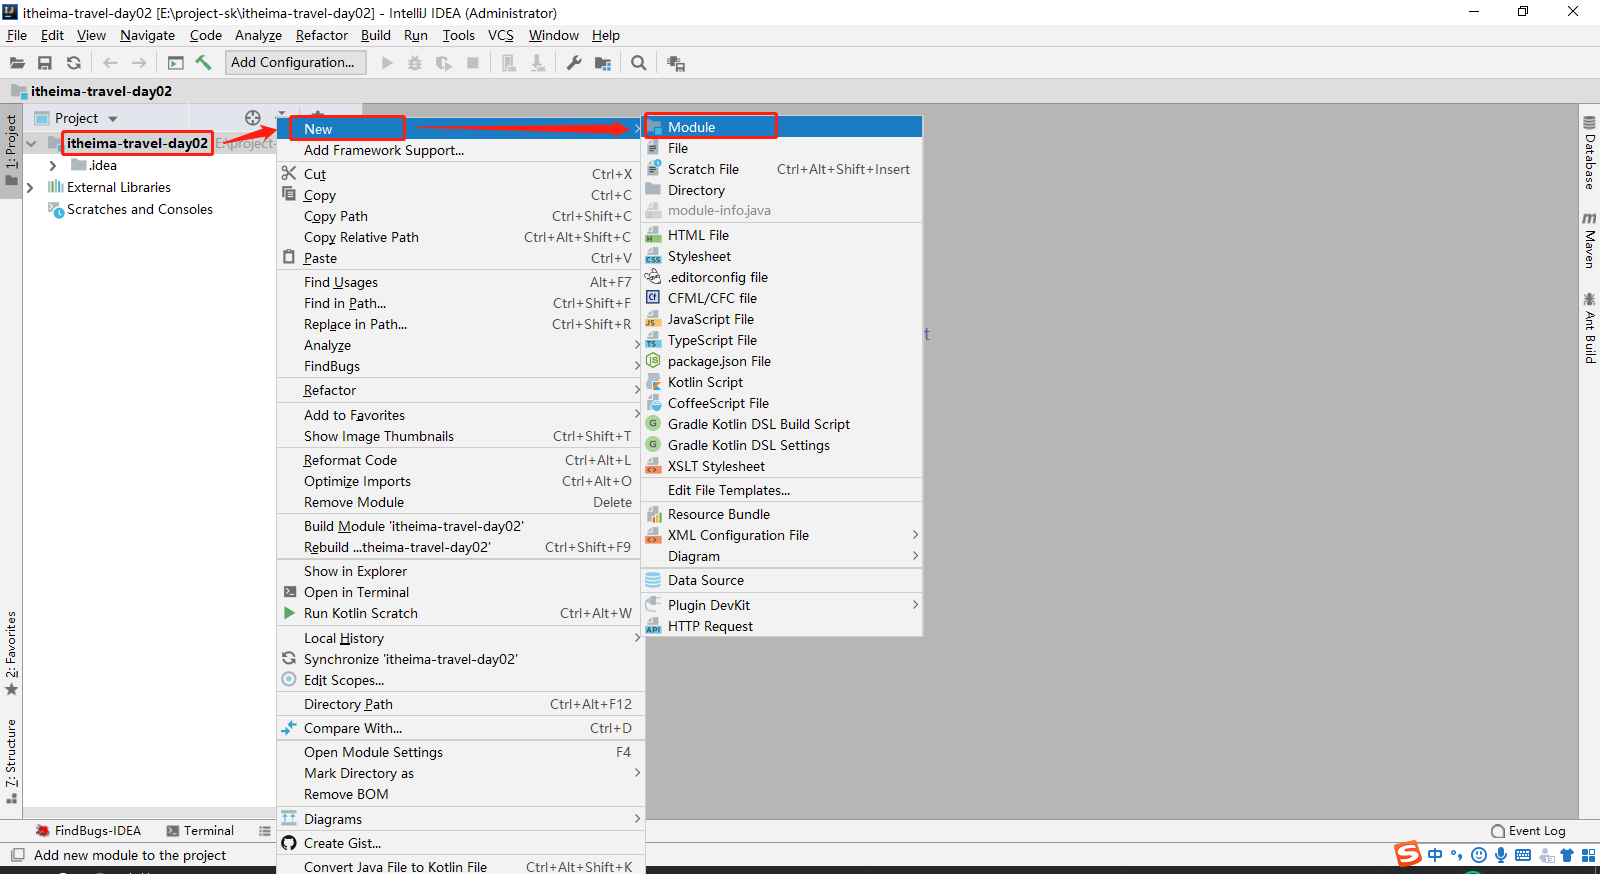 itheima-travel-day02 [E:\project-sk\itheima-travel-day02] - IntelliJ IDEA (Administrator)
File Edit View Navigate Code Analyze Refactor Build Run Tools VCS Window Help
Add Configuration...
itheima-travel-day02
Project
itheima-travel-day02 E:\project-
.idea
External Libraries
Scratches and Consoles
1: Project
2: Favorites
7: Structure
New
Add Framework Support...
Cut Ctrl+X
Copy Ctrl+C
Copy Path Ctrl+Shift+C
Copy Relative Path Ctrl+Alt+Shift+C
Paste Ctrl+V
Find Usages Alt+F7
Find in Path... Ctrl+Shift+F
Replace in Path... Ctrl+Shift+R
Analyze
FindBugs
Refactor
Add to Favorites
Show Image Thumbnails Ctrl+Shift+T
Reformat Code Ctrl+Alt+L
Optimize Imports Ctrl+Alt+O
Remove Module Delete
Build Module 'itheima-travel-day02'
Rebuild ...theima-travel-day02' Ctrl+Shift+F9
Show in Explorer
Open in Terminal
Run Kotlin Scratch Ctrl+Alt+W
Local History
Synchronize 'itheima-travel-day02'
Edit Scopes...
Directory Path Ctrl+Alt+F12
Compare With... Ctrl+D
Open Module Settings F4
Mark Directory as
Remove BOM
Diagrams
Create Gist...
Convert Java File to Kotlin File Ctrl+Alt+Shift+K
Module
File
Scratch File Ctrl+Alt+Shift+Insert
Directory
module-info.java
HTML File
Stylesheet
.editorconfig file
CFML/CFC file
JavaScript File
TypeScript File
package.json File
Kotlin Script
CoffeeScript File
Gradle Kotlin DSL Build Script
Gradle Kotlin DSL Settings
XSLT Stylesheet
Edit File Templates...
Resource Bundle
XML Configuration File
Diagram
Data Source
Plugin DevKit
HTTP Request
t
Database
Maven
Ant Build
FindBugs-IDEA Terminal
Event Log
Add new module to the project
中